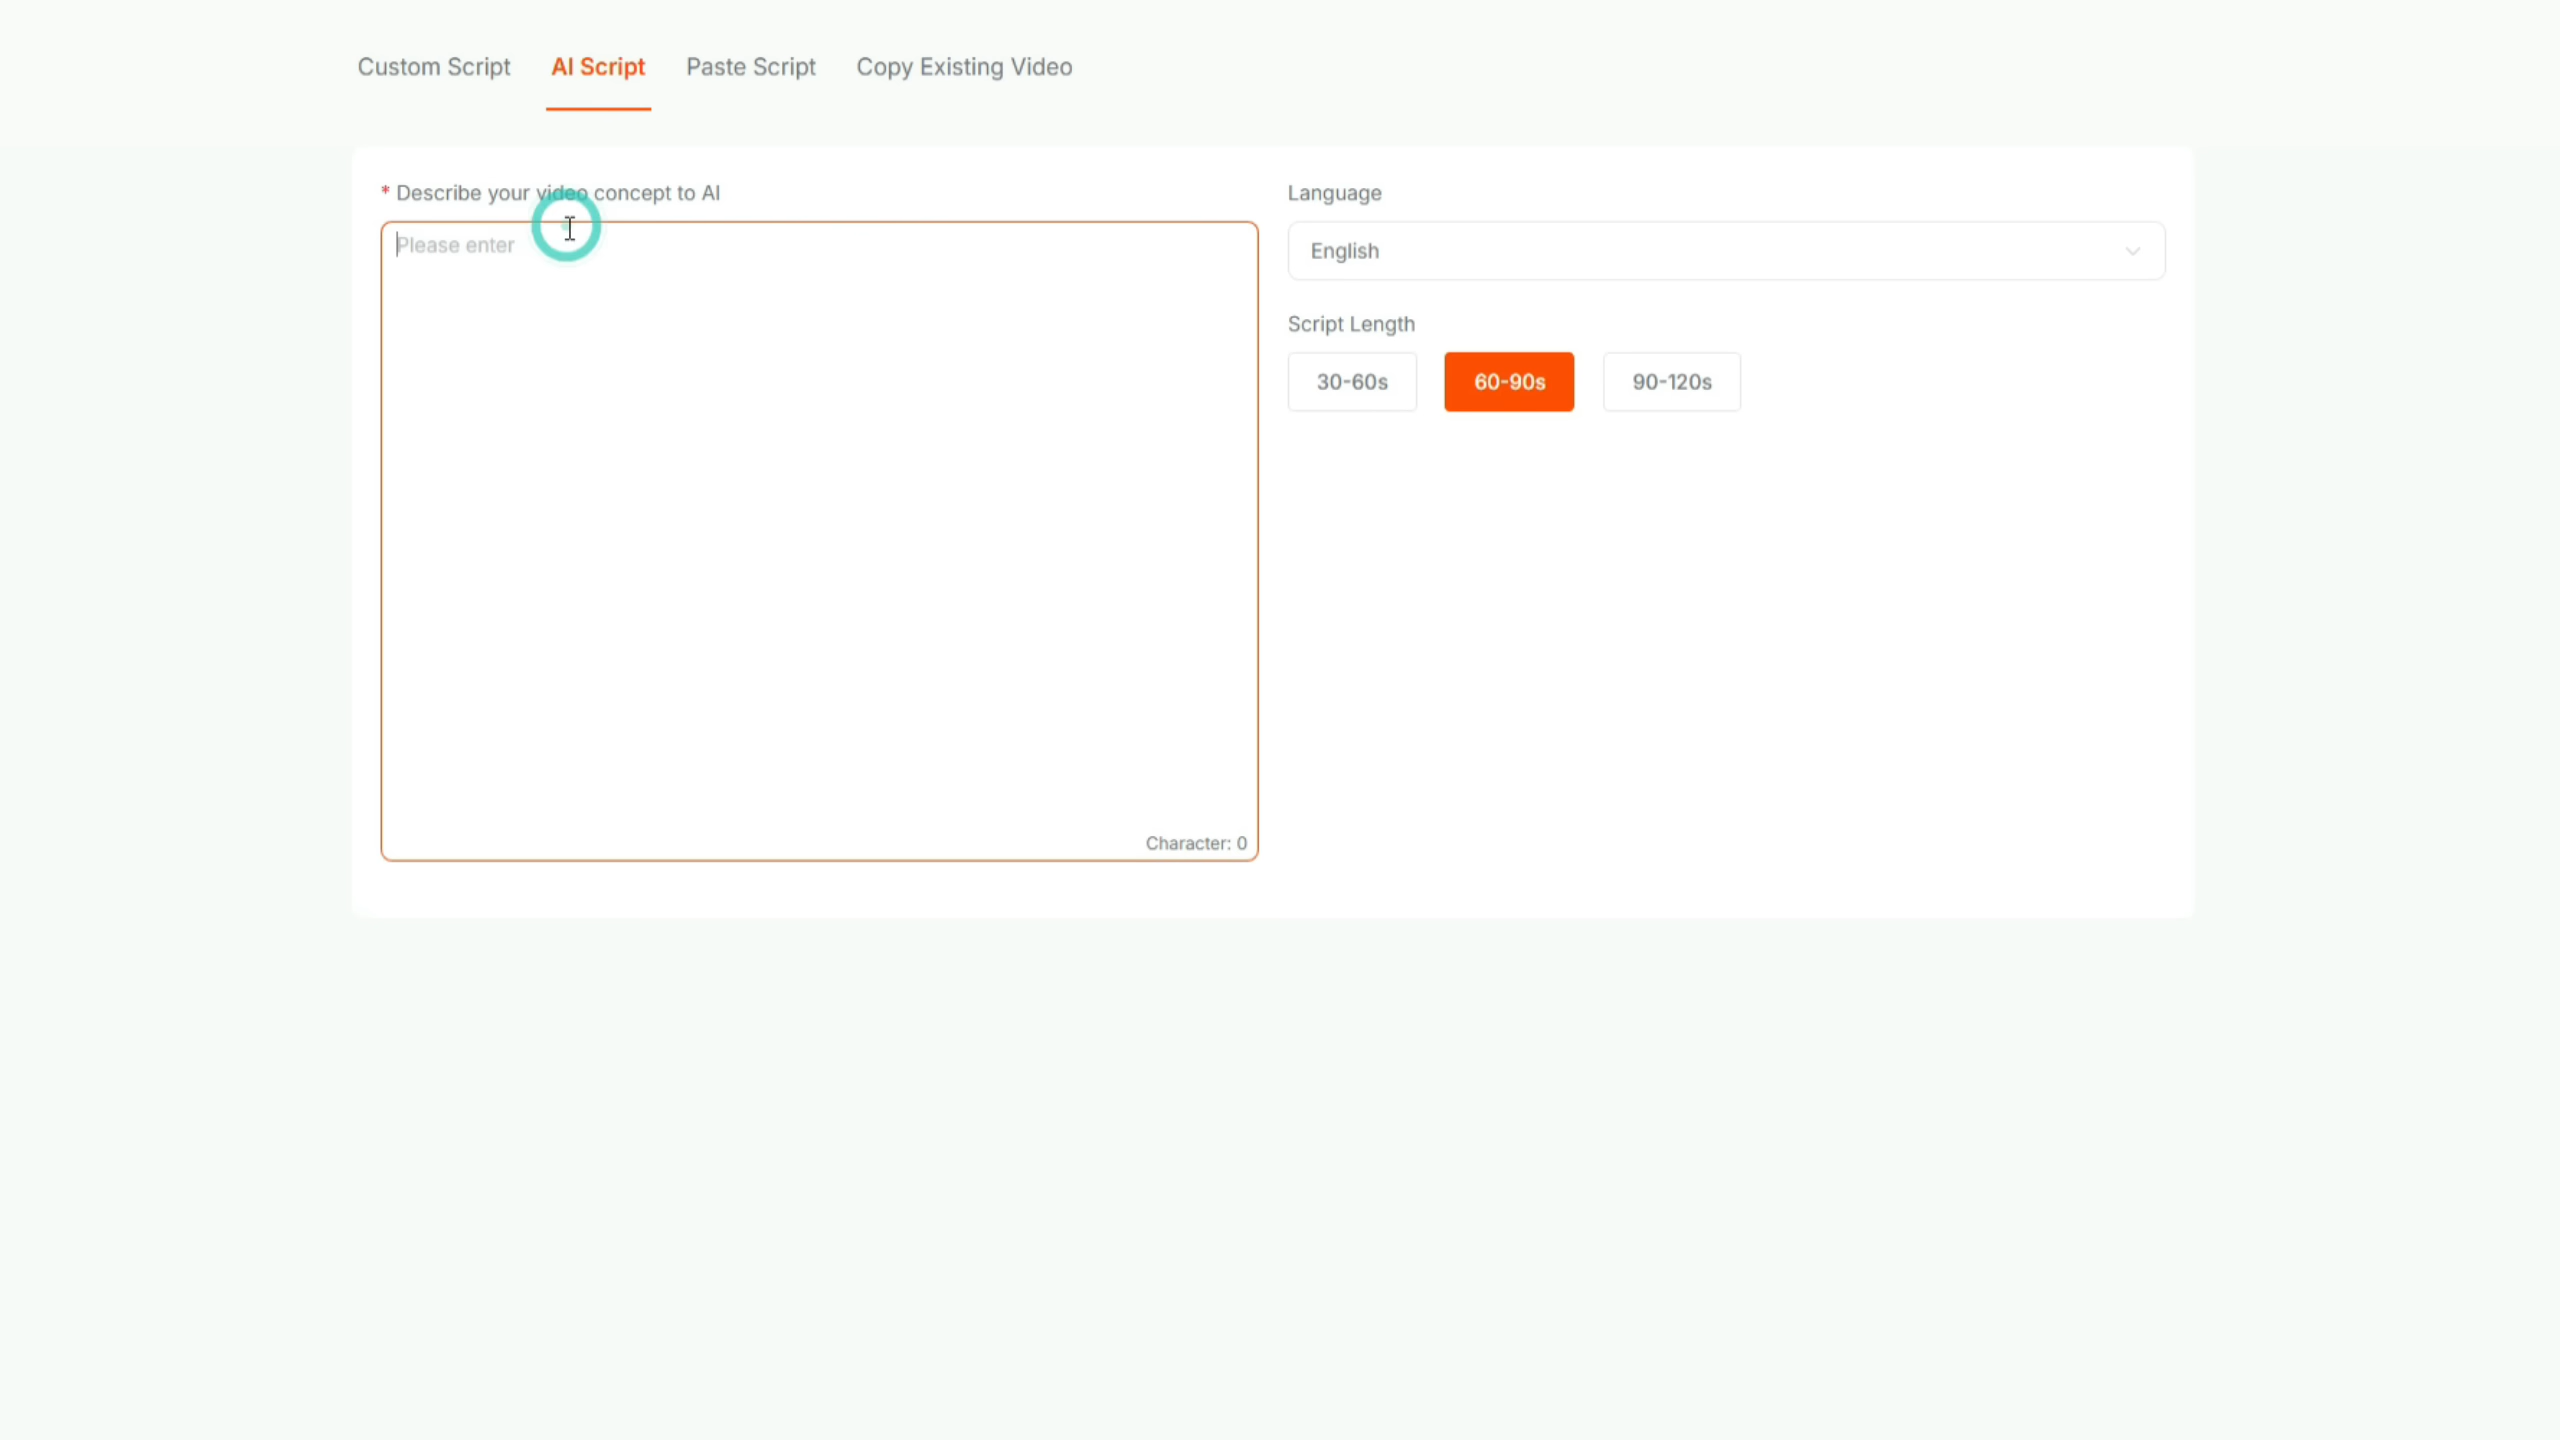 Custom Script AI Script Paste Script Copy Existing Video
* Describe your video concept to AI
Please enter
Character: 0
Language
English
Script Length
30-60s 60-90s 90-120s